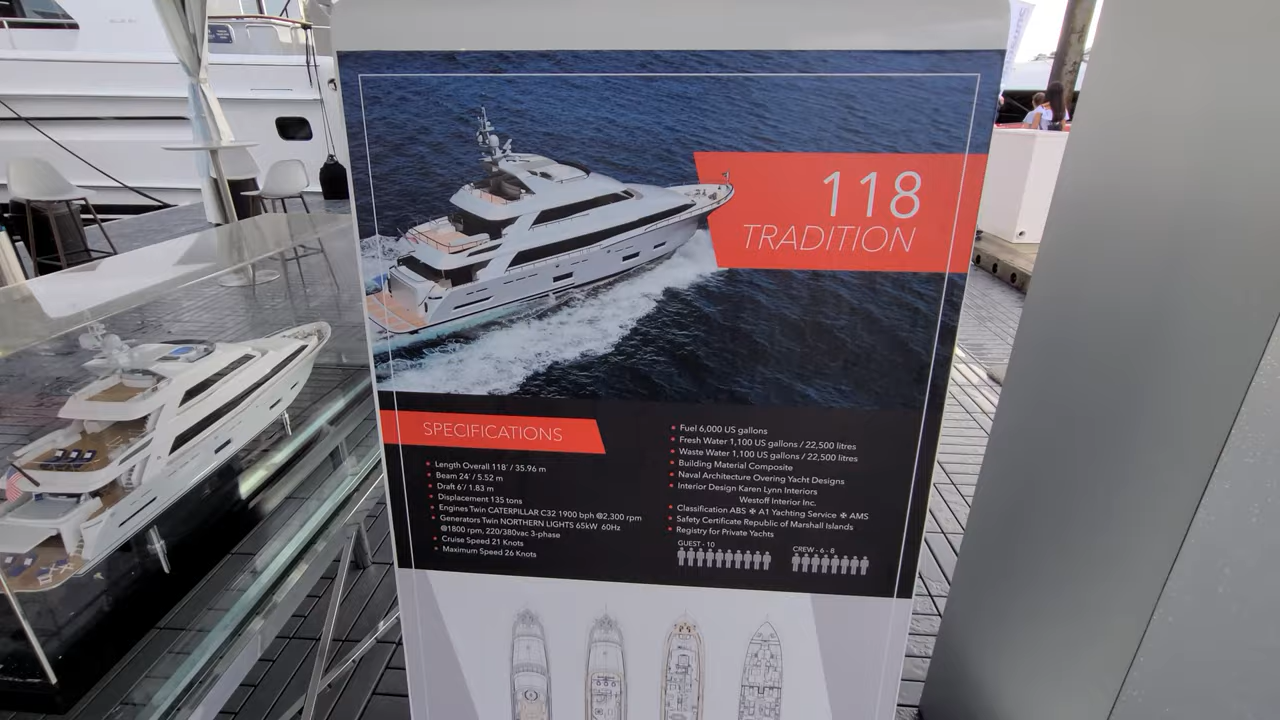 118
TRADITION
SPECIFICATIONS
Length Overall 118' / 35.96 m
Beam 24' / 5.52 m
Draft 6'/ 1.83 m
Displacement 135 tons
Engines Twin CATERPILLAR C32 1900 bph @2,300 rpm
Generators Twin NORTHERN LIGHTS 65kW 60Hz
@1800 rpm, 220/380vac 3-phase
Cruise Speed 21 Knots
Maximum Speed 26 Knots
Fuel 6,000 US gallons
Fresh Water 1,100 US gallons / 22,500 litres
Waste Water 1,100 US gallons / 22,500 litres
Building Material Composite
Naval Architecture Overing Yacht Designs
Interior Design Karen Lynn Interiors
Westoff Interior Inc.
Classification ABS ✠ A1 Yachting Service ✠ AMS
Safety Certificate Republic of Marshall Islands
Registry for Private Yachts
GUEST - 10
CREW - 6 - 8